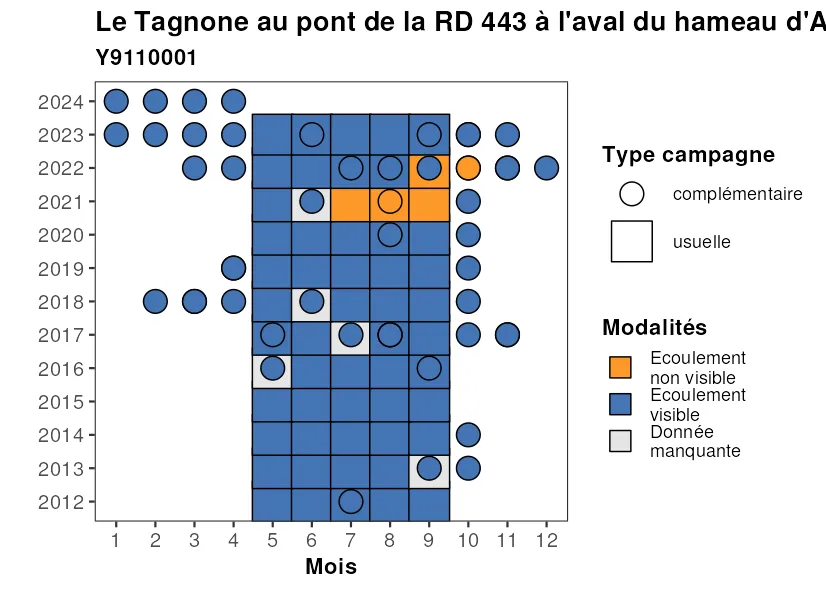 Le Tagnone au pont de la RD 443 à l'aval du hameau d'A
Y9110001
2024
2023
2022
2021
2020
2019
2018
2017
2016
2015
2014
2013
2012
1 2 3 4 5 6 7 8 9 10 11 12
Mois
Type campagne
complémentaire
usuelle
Modalités
Ecoulement
non visible
Ecoulement
visible
Donnée
manquante